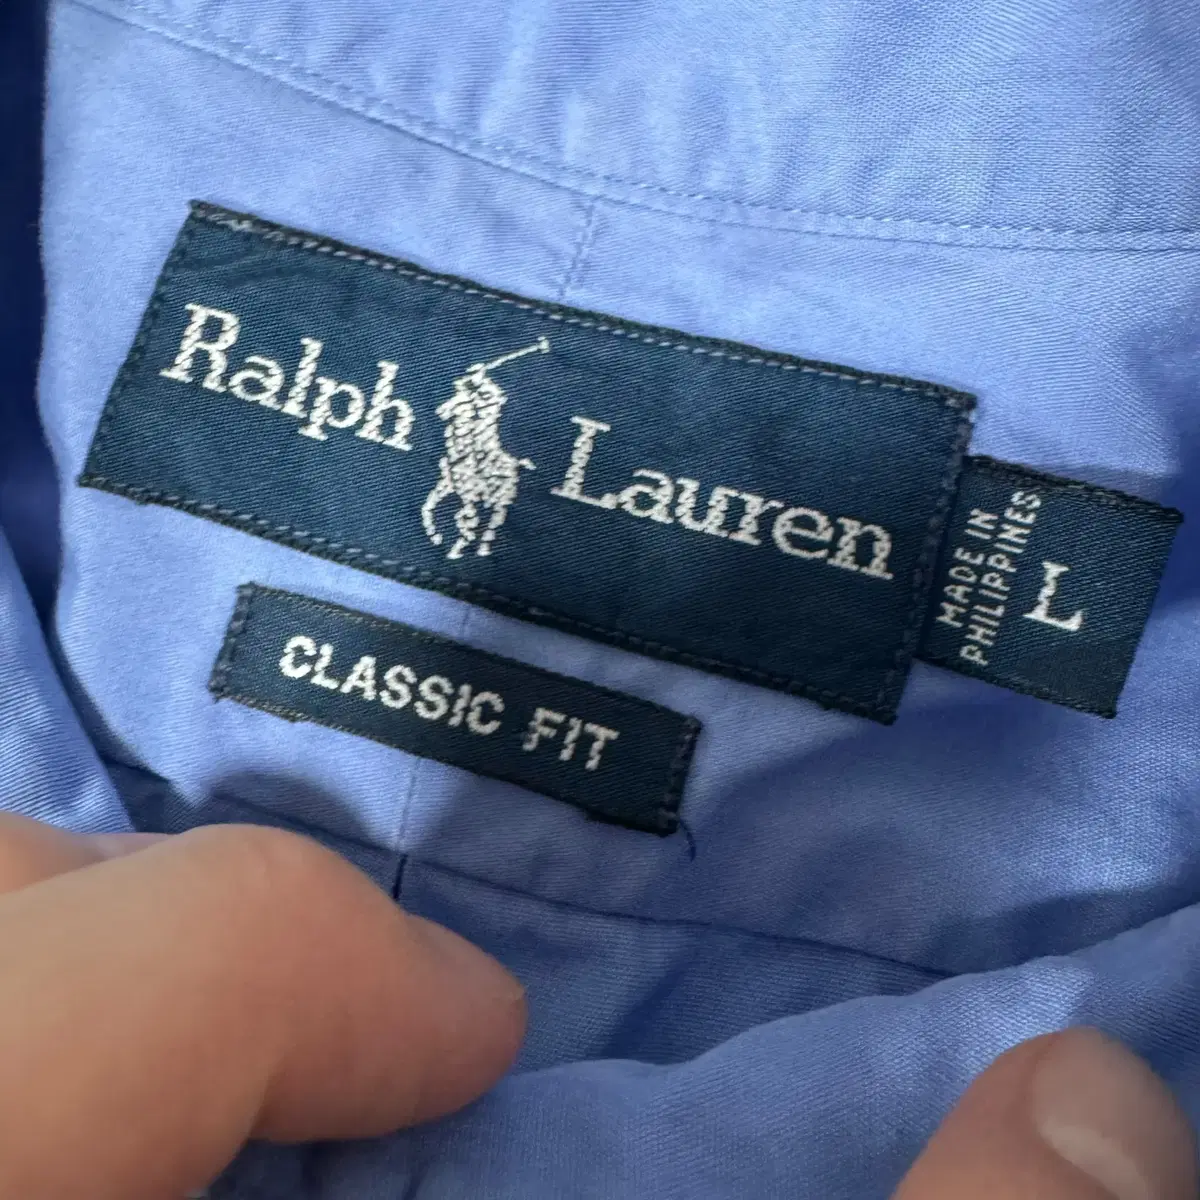 Ralph Lauren
MADE IN
PHILIPPINES
L
CLASSIC FIT